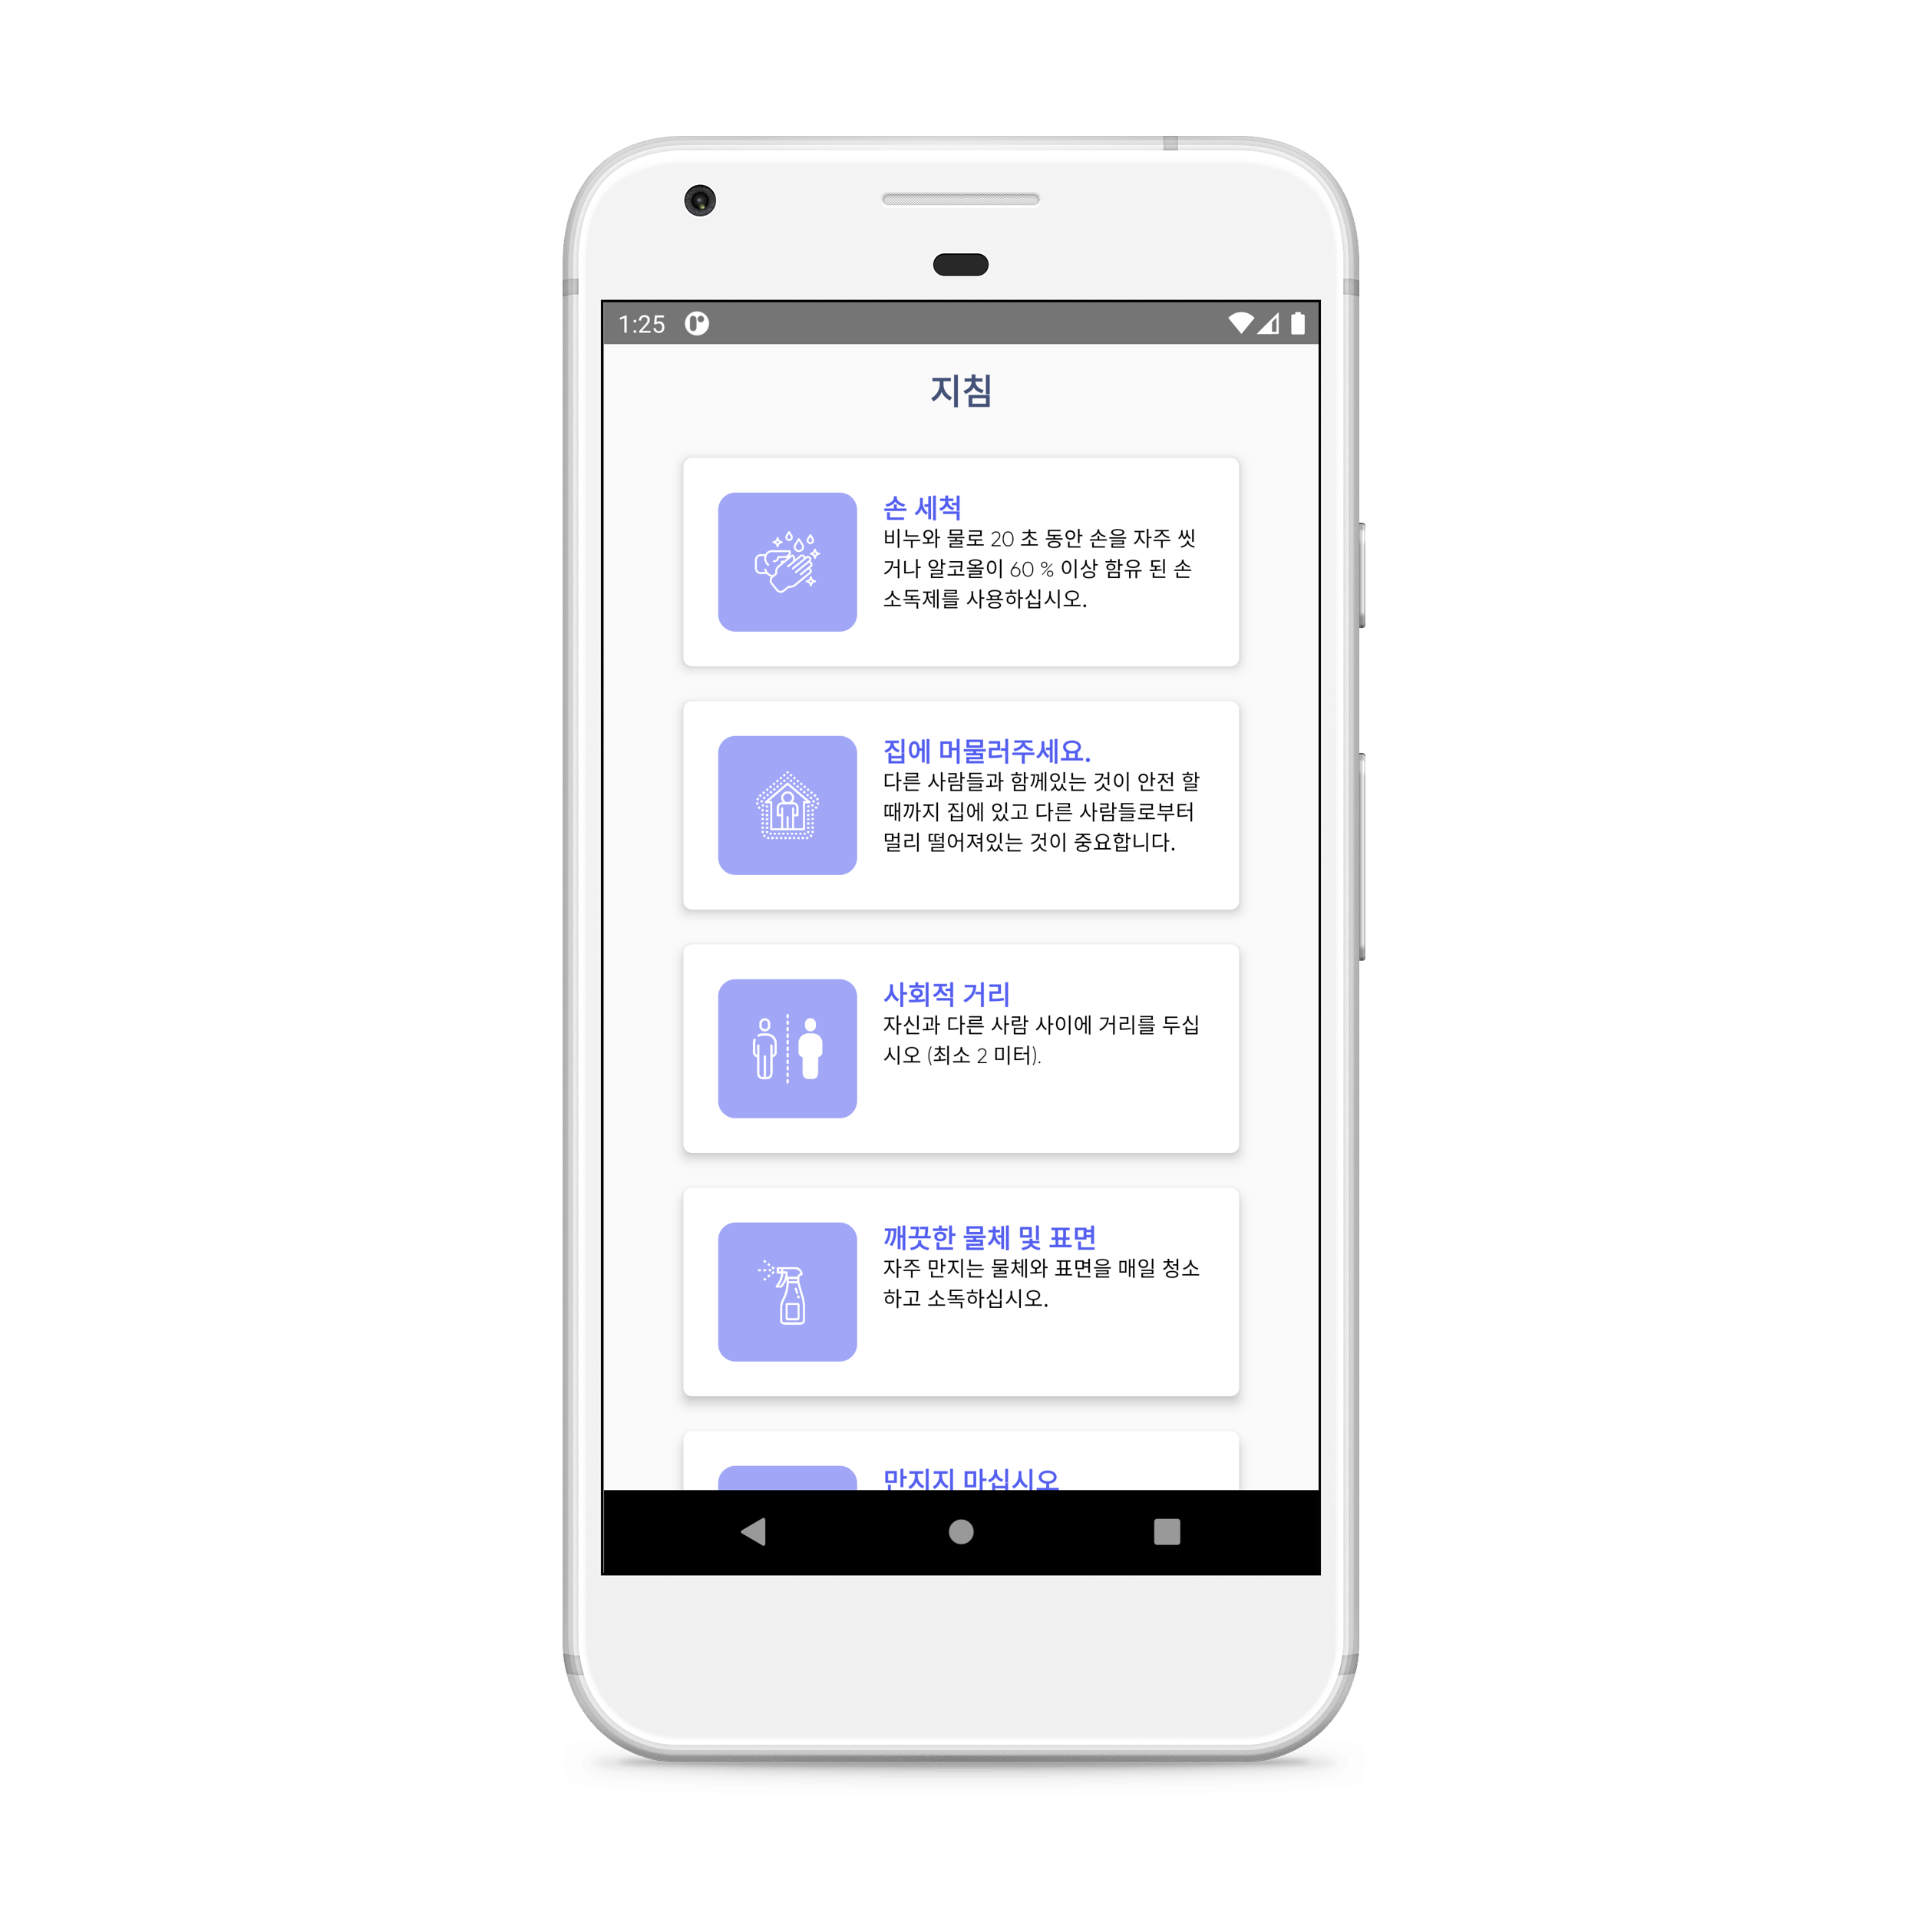 1:25
지침
손 세척
비누와 물로 20 초 동안 손을 자주 씻
거나 알코올이 60 % 이상 함유 된 손
소독제를 사용하십시오.
집에 머물러주세요.
다른 사람들과 함께있는 것이 안전 할
때까지 집에 있고 다른 사람들로부터
멀리 떨어져있는 것이 중요합니다.
사회적 거리
자신과 다른 사람 사이에 거리를 두십
시오 (최소 2 미터).
깨끗한 물체 및 표면
자주 만지는 물체와 표면을 매일 청소
하고 소독하십시오.
만지지 마십시오